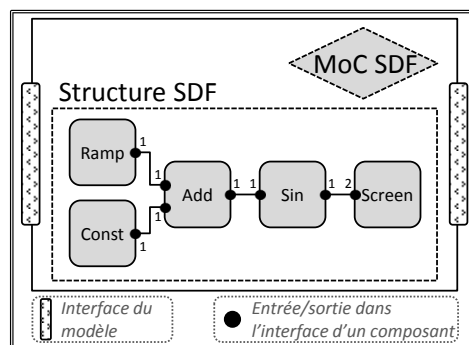 MoC SDF
Structure SDF
Ramp
1
1
Const
1
1
Add
1
1
Sin
1
2
Screen
Interface du
modèle
Entrée/sortie dans
l'interface d'un composant